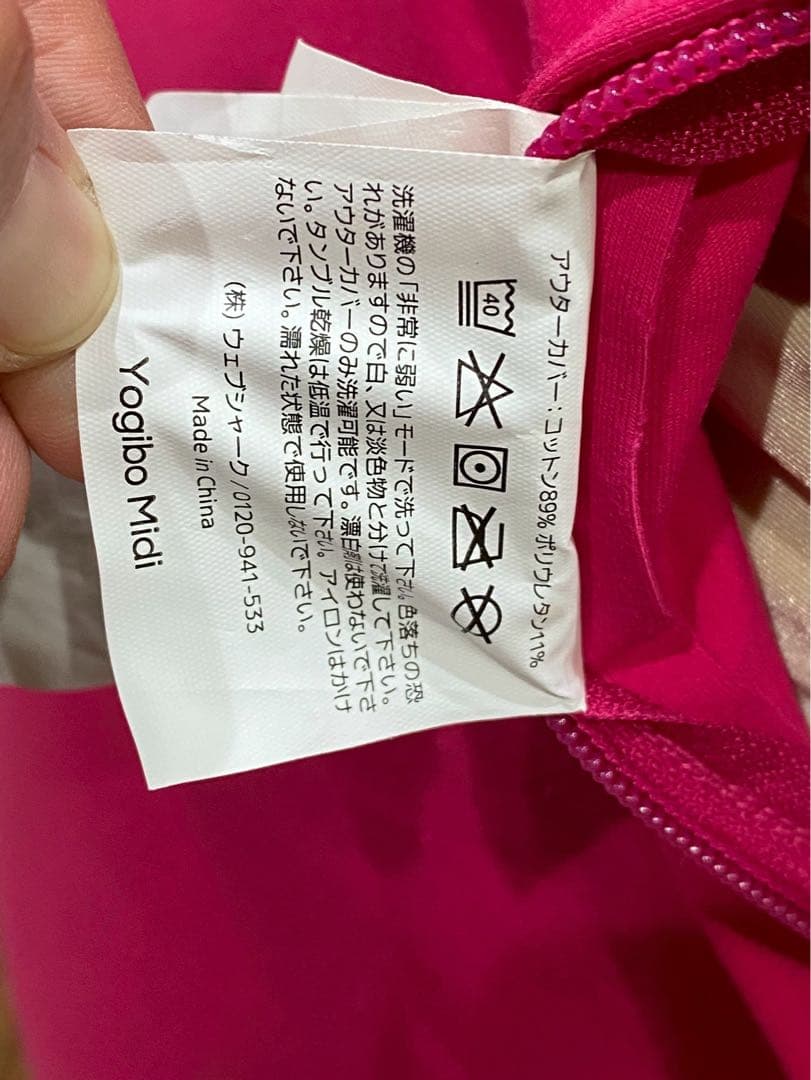 アウターカバー：コットン89% ポリウレタン11%
40
洗濯機の「非常に弱い」モードで洗って下さい。色落ちの恐
れがありますので白、又は淡色物と分けて洗濯して下さい。
アウターカバーのみ洗濯可能です。漂白剤は使わないで下さ
い。タンブル乾燥は低温で行って下さい。アイロンはかけ
ないで下さい。濡れた状態で使用しないで下さい。
(株) ウェブシャーク/0120-941-533
Made in China
Yogibo Midi